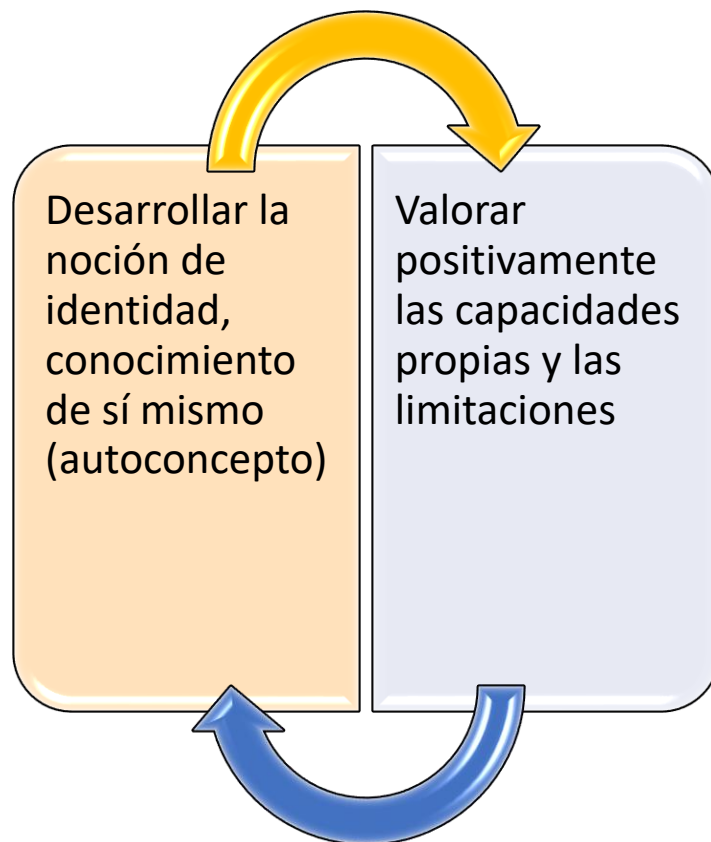 Desarrollar la
noción de
identidad,
conocimiento
de sí mismo
(autoconcepto)
Valorar
positivamente
las capacidades
propias y las
limitaciones